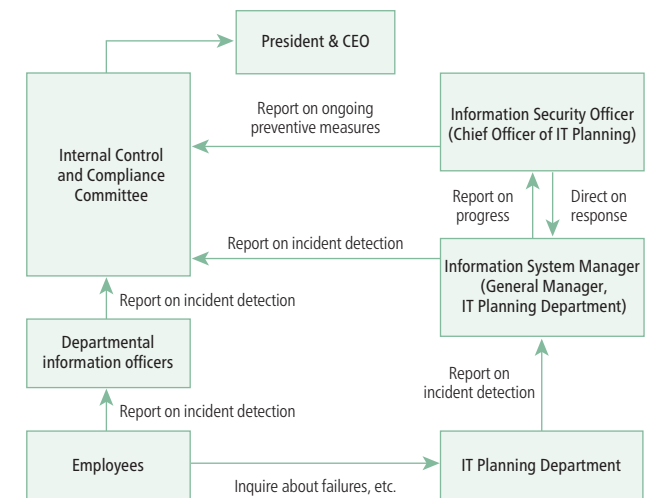 President & CEO
Report on ongoing
preventive measures
Information Security Officer
(Chief Officer of IT Planning)
Internal Control
and Compliance
Committee
Report on
progress
Direct on
response
Report on incident detection
Information System Manager
(General Manager,
IT Planning Department)
Report on incident detection
Departmental
information officers
Report on
incident detection
Report on incident detection
Employees
IT Planning Department
Inquire about failures, etc.